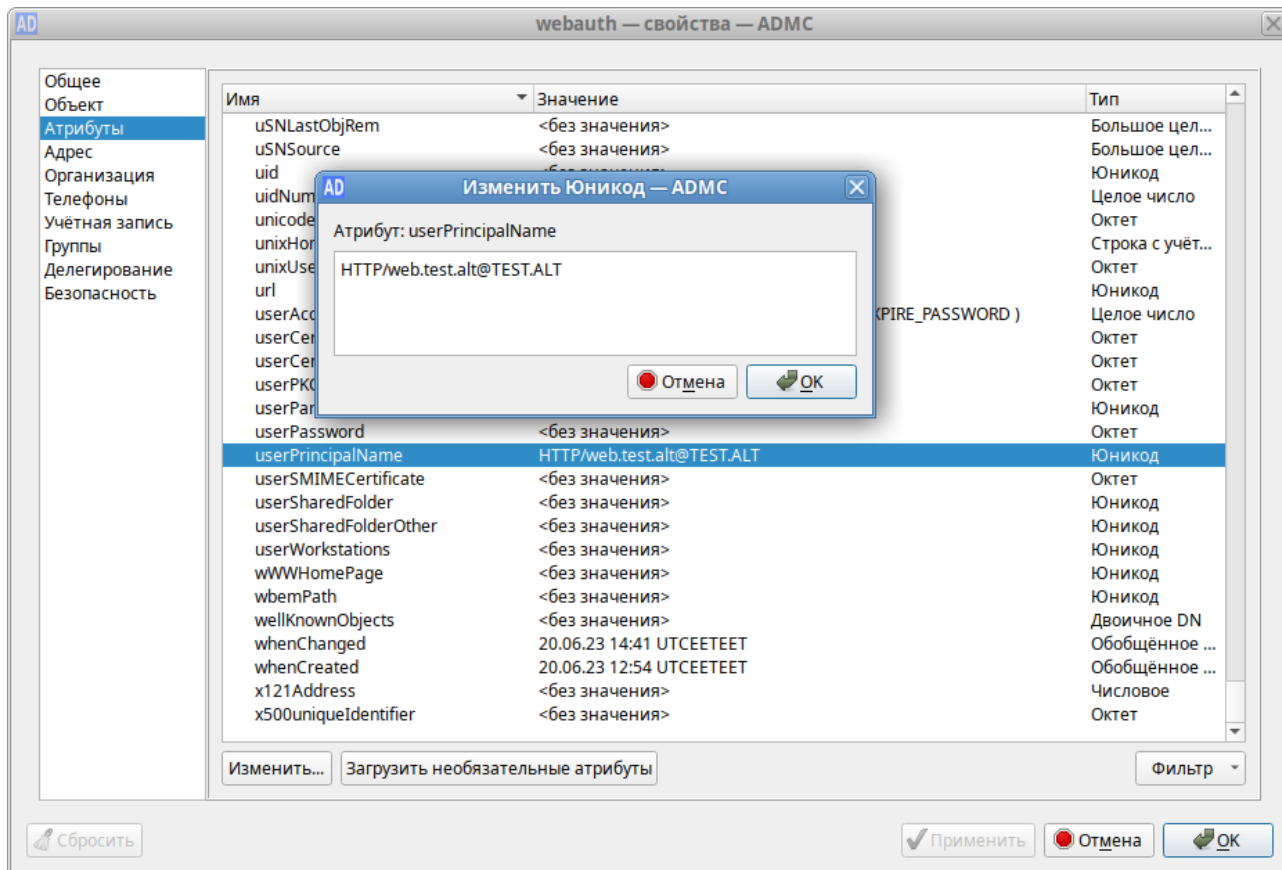 AD webauth — свойства — ADMC
Общее
Объект
Атрибуты
Адрес
Организация
Телефоны
Учётная запись
Группы
Делегирование
Безопасность
Имя Значение Тип
uSNLastObjRem <без значения> Большое цел...
uSNSource <без значения> Большое цел...
uid Юникод
uidNum Целое число
unicode Октет
unixHor Строка с учёт...
unixUse Октет
url Юникод
userAcc XPIRE_PASSWORD ) Целое число
userCer Октет
userCer Октет
userPKC Октет
userPar Юникод
AD Изменить Юникод — ADMC
Атрибут: userPrincipalName
HTTP/web.test.alt@TEST.ALT
Отмена OK
userPassword <без значения> Октет
userPrincipalName HTTP/web.test.alt@TEST.ALT Юникод
userSMIMECertificate <без значения> Октет
userSharedFolder <без значения> Юникод
userSharedFolderOther <без значения> Юникод
userWorkstations <без значения> Юникод
wWWHomePage <без значения> Юникод
wbemPath <без значения> Юникод
wellKnownObjects <без значения> Двоичное DN
whenChanged 20.06.23 14:41 UTCEETEET Обобщённое ...
whenCreated 20.06.23 12:54 UTCEETEET Обобщённое ...
x121Address <без значения> Числовое
x500uniqueIdentifier <без значения> Октет
Изменить... Загрузить необязательные атрибуты Фильтр
Сбросить Применить Отмена OK